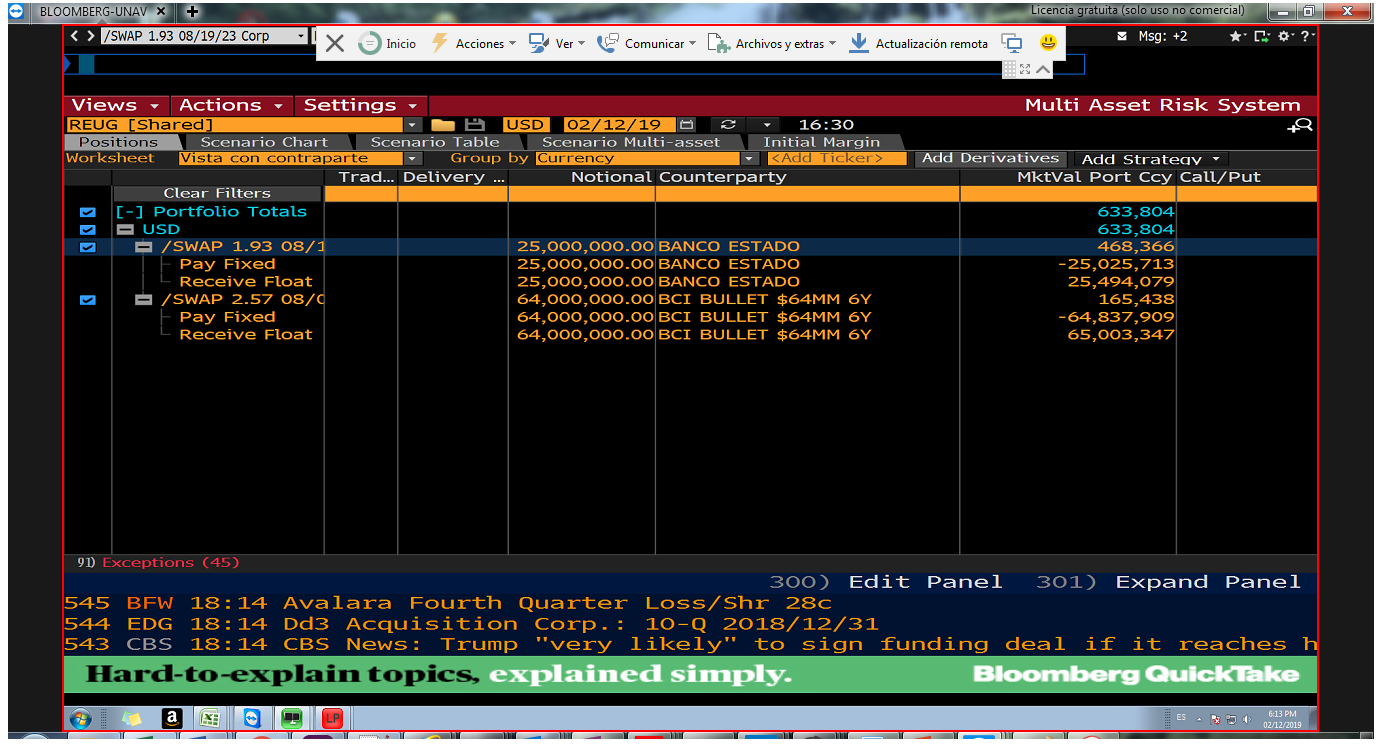 BLOOMBERG-UNAV
Licencia gratuita (solo uso no comercial)
/SWAP 1.93 08/19/23 Corp
Inicio Acciones Ver Comunicar Archivos y extras Actualización remota
Msg: +2
Views Actions Settings Multi Asset Risk System
REUG [Shared] USD 02/12/19 16:30
Positions Scenario Chart Scenario Table Scenario Multi-asset Initial Margin
Worksheet Vista con contraparte Group by Currency <Add Ticker> Add Derivatives Add Strategy
Trad... Delivery ... Notional Counterparty MktVal Port Ccy Call/Put
Clear Filters
[-] Portfolio Totals 633,804
USD 633,804
/SWAP 1.93 08/1 25,000,000.00 BANCO ESTADO 468,366
Pay Fixed 25,000,000.00 BANCO ESTADO -25,025,713
Receive Float 25,000,000.00 BANCO ESTADO 25,494,079
/SWAP 2.57 08/0 64,000,000.00 BCI BULLET $64MM 6Y 165,438
Pay Fixed 64,000,000.00 BCI BULLET $64MM 6Y -64,837,909
Receive Float 64,000,000.00 BCI BULLET $64MM 6Y 65,003,347
91) Exceptions (45)
300) Edit Panel 301) Expand Panel
545 BFW 18:14 Avalara Fourth Quarter Loss/Shr 28c
544 EDG 18:14 Dd3 Acquisition Corp.: 10-Q 2018/12/31
543 CBS 18:14 CBS News: Trump "very likely" to sign funding deal if it reaches h
Hard-to-explain topics, explained simply. Bloomberg QuickTake
LP
ES 6:13 PM
02/12/2019